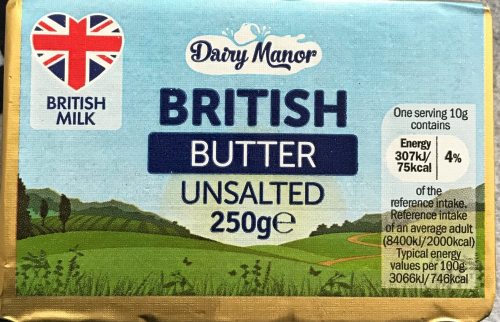 Dairy Manor
BRITISH
MILK
BRITISH
BUTTER
UNSALTED
250g℮
One serving 10g
contains
Energy
307kJ/
75kcal
4%
of the
reference intake.
Reference intake
of an average adult
(8400kJ/2000kcal)
Typical energy
values per 100g:
3066kJ/746kcal